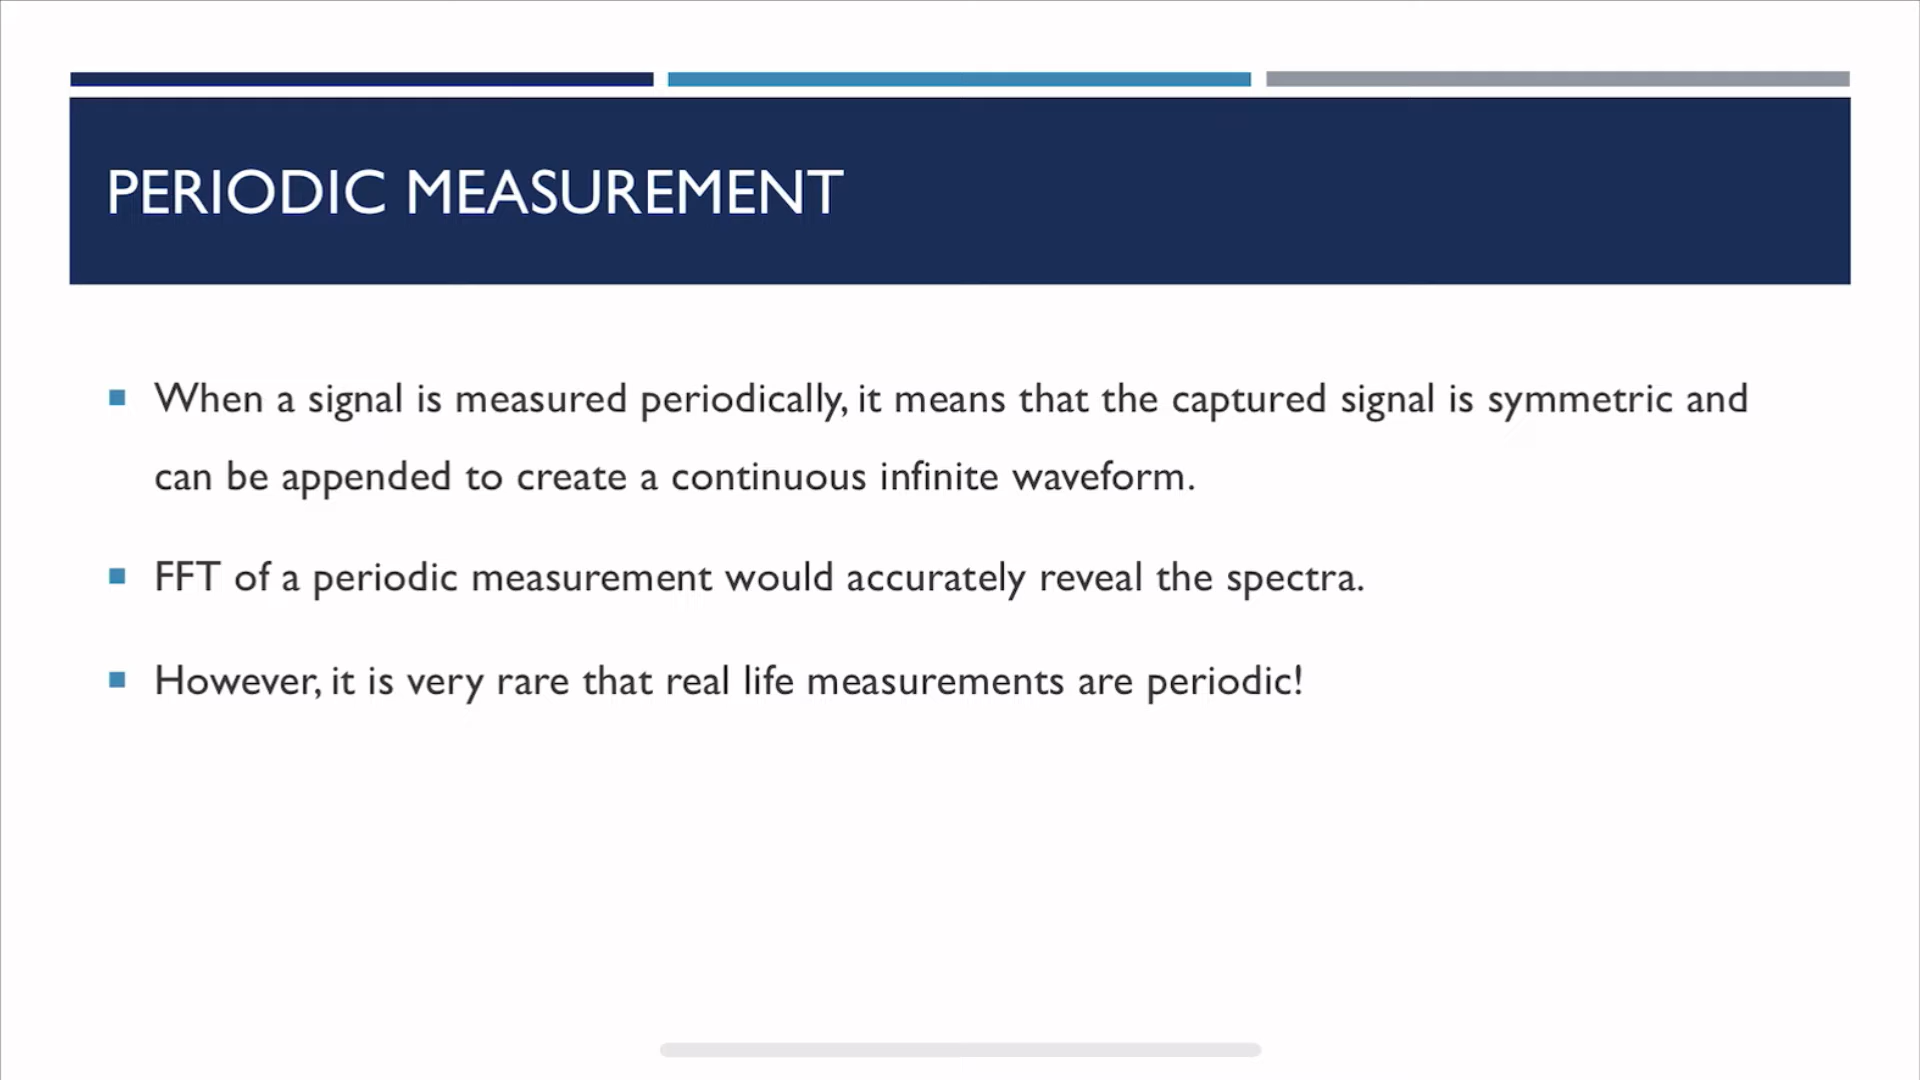 PERIODIC MEASUREMENT
When a signal is measured periodically, it means that the captured signal is symmetric and
can be appended to create a continuous infinite waveform.
FFT of a periodic measurement would accurately reveal the spectra.
However, it is very rare that real life measurements are periodic!